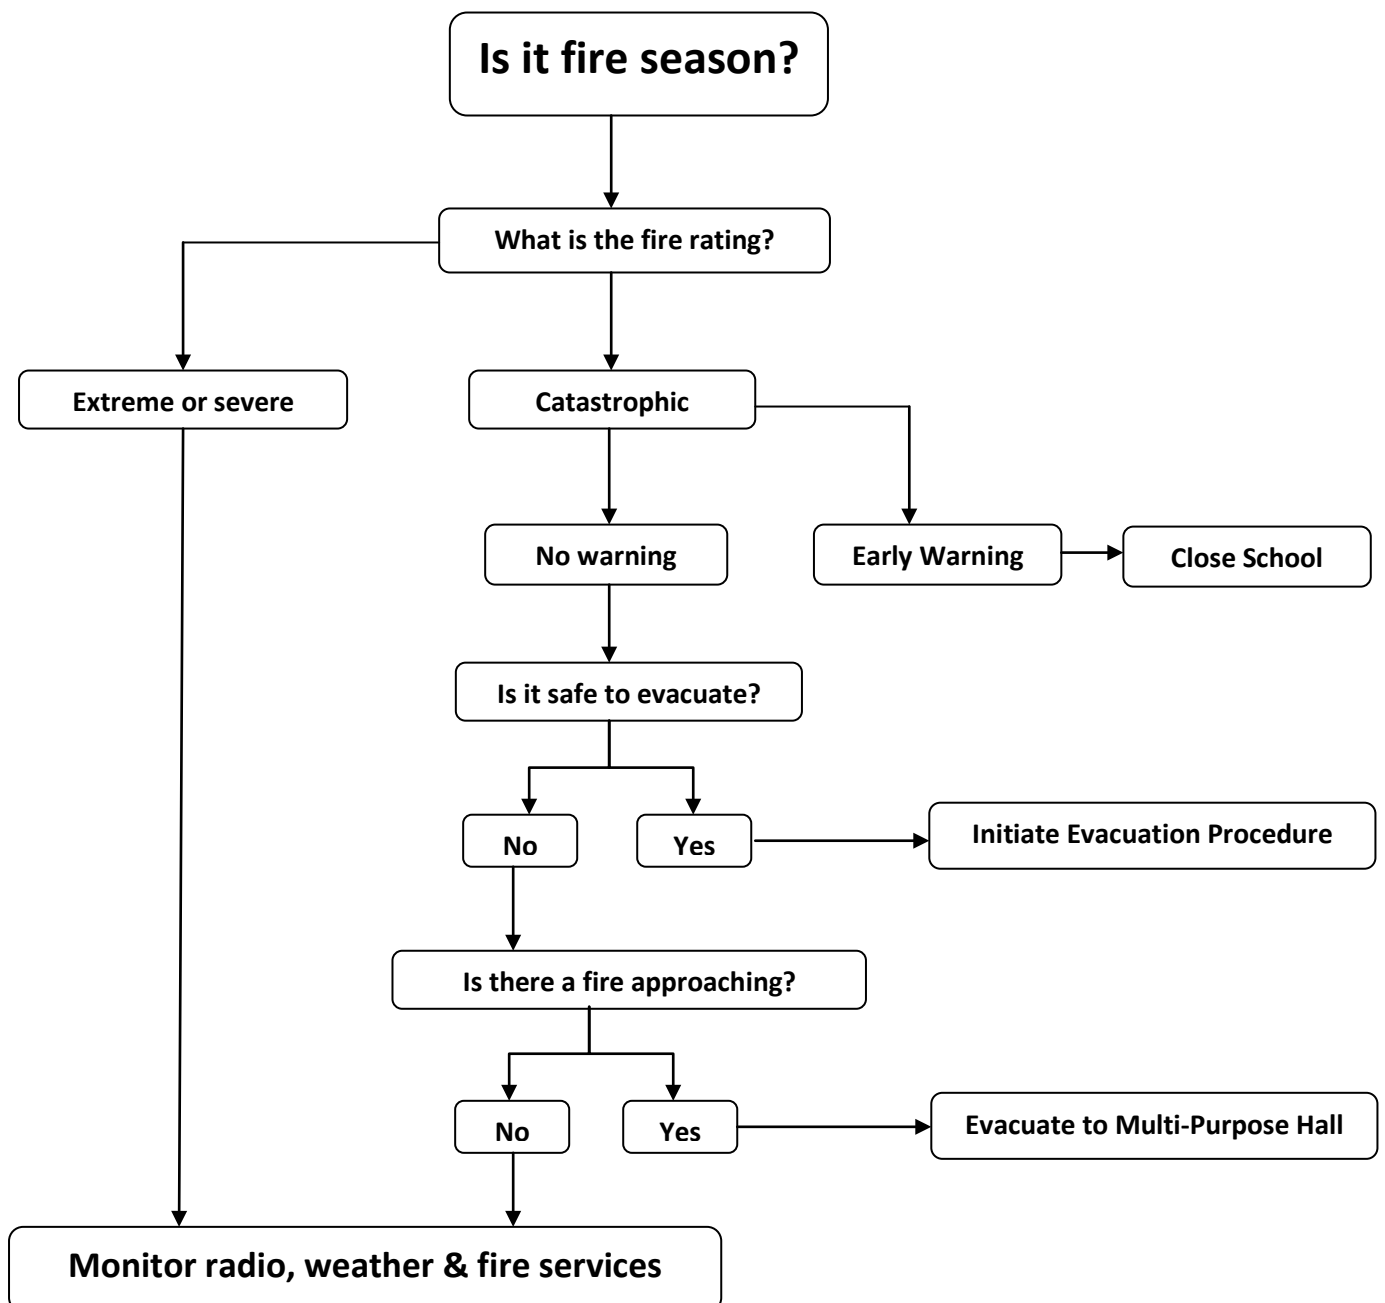 Is it fire season?
What is the fire rating?
Extreme or severe
Catastrophic
No warning
Early Warning
Close School
Is it safe to evacuate?
No
Yes
Initiate Evacuation Procedure
Is there a fire approaching?
No
Yes
Evacuate to Multi-Purpose Hall
Monitor radio, weather & fire services